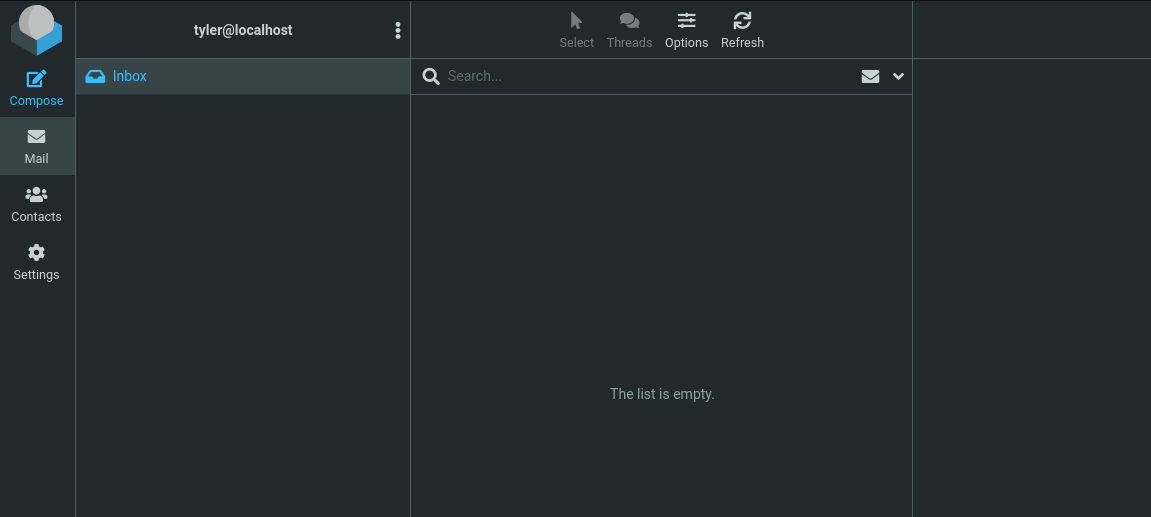 tyler@localhost
Select Threads Options Refresh
Compose
Mail
Contacts
Settings
Inbox
Search...
The list is empty.